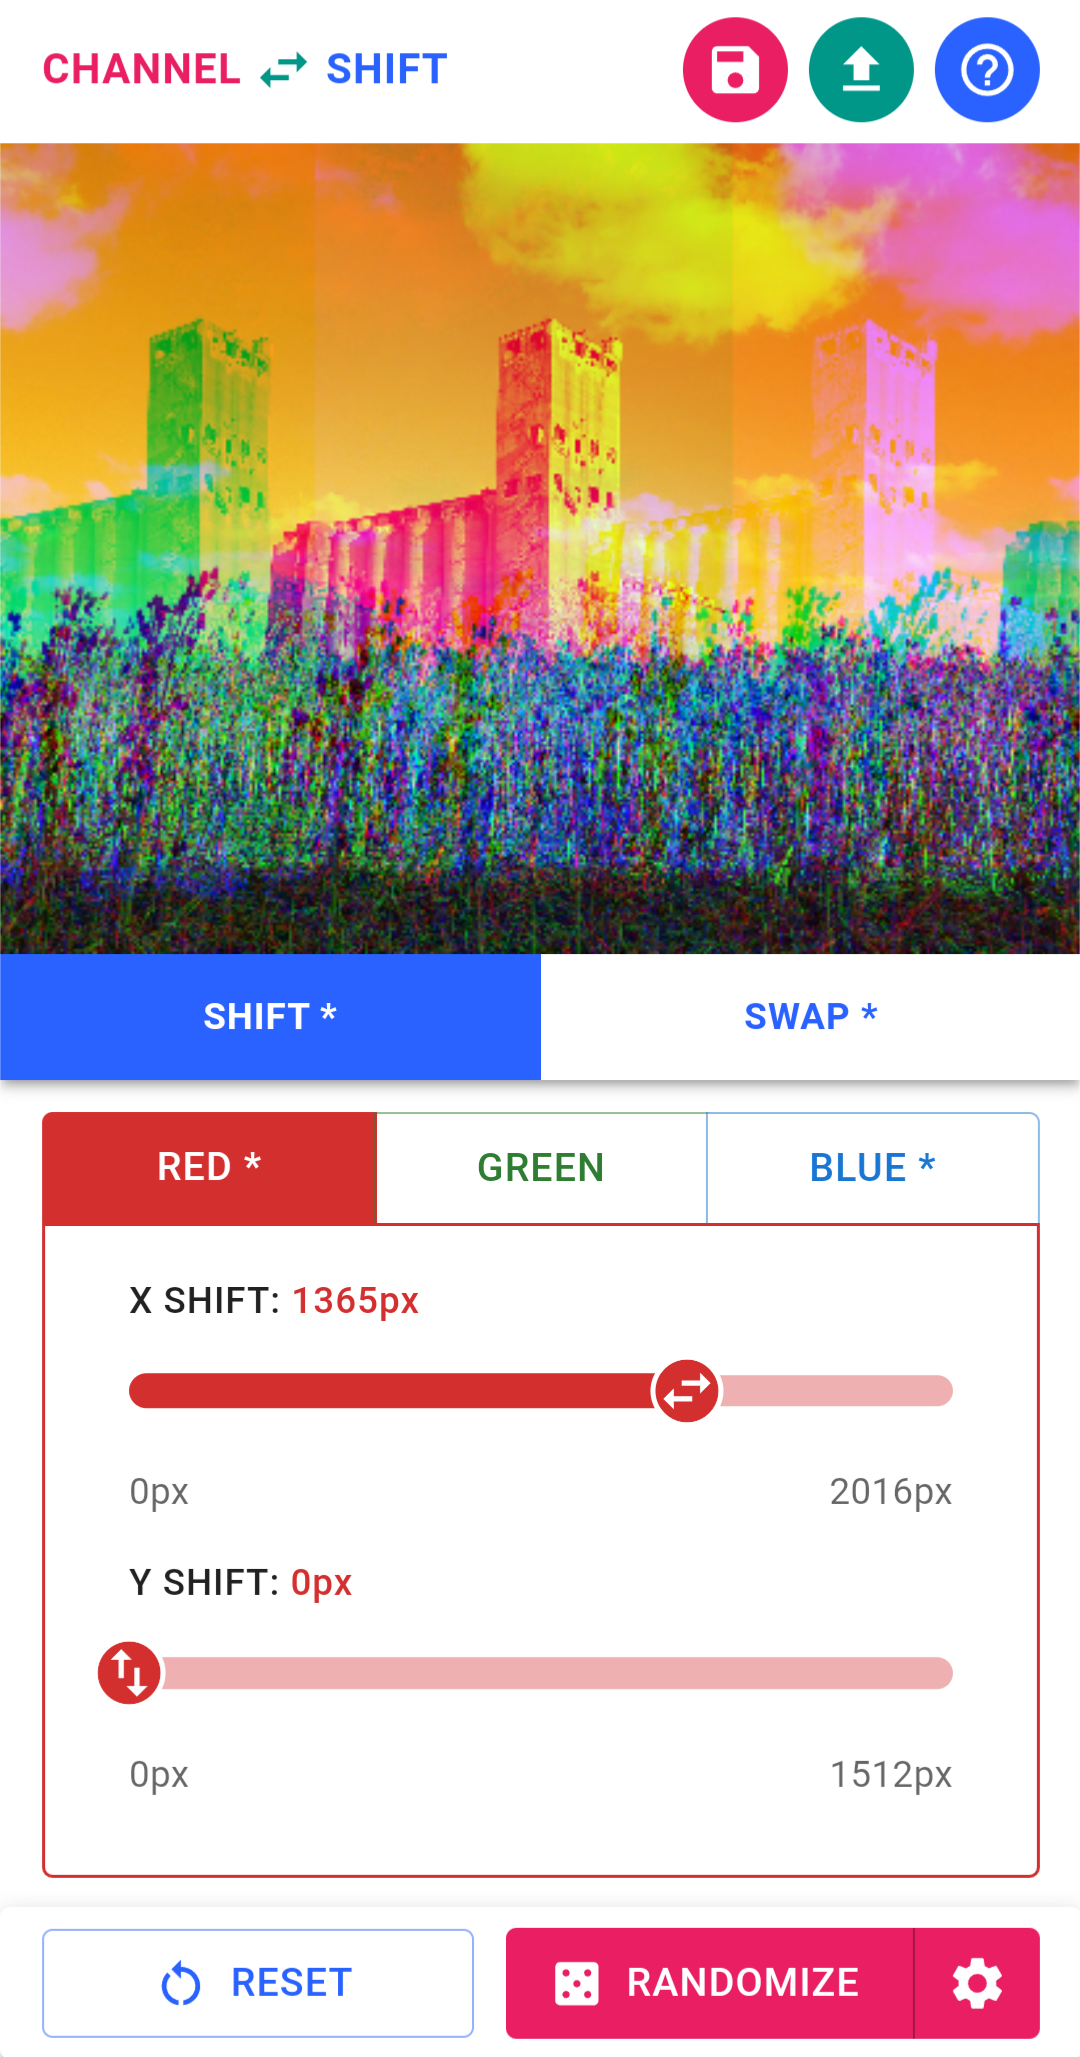 CHANNEL SHIFT
SHIFT *
SWAP *
RED *
GREEN
BLUE *
X SHIFT: 1365px
0px
2016px
Y SHIFT: 0px
0px
1512px
RESET
RANDOMIZE